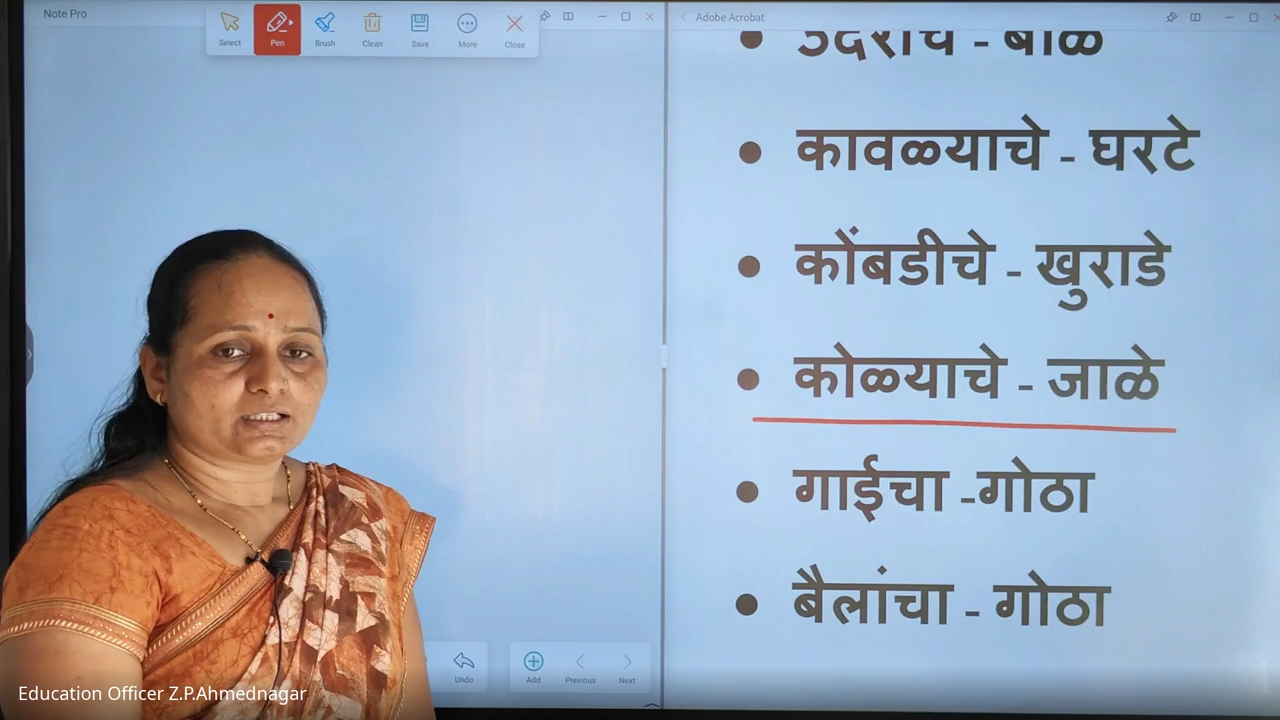 Note Pro
Select
Pen
Brush
Clean
Save
More
Close
Adobe Acrobat
उंदराचे - बीळ
कावळ्याचे - घरटे
कोंबडीचे - खुराडे
कोळ्याचे - जाळे
गाईचा -गोठा
बैलांचा - गोठा
Undo
Add
Previous
Next
Education Officer Z.P.Ahmednagar